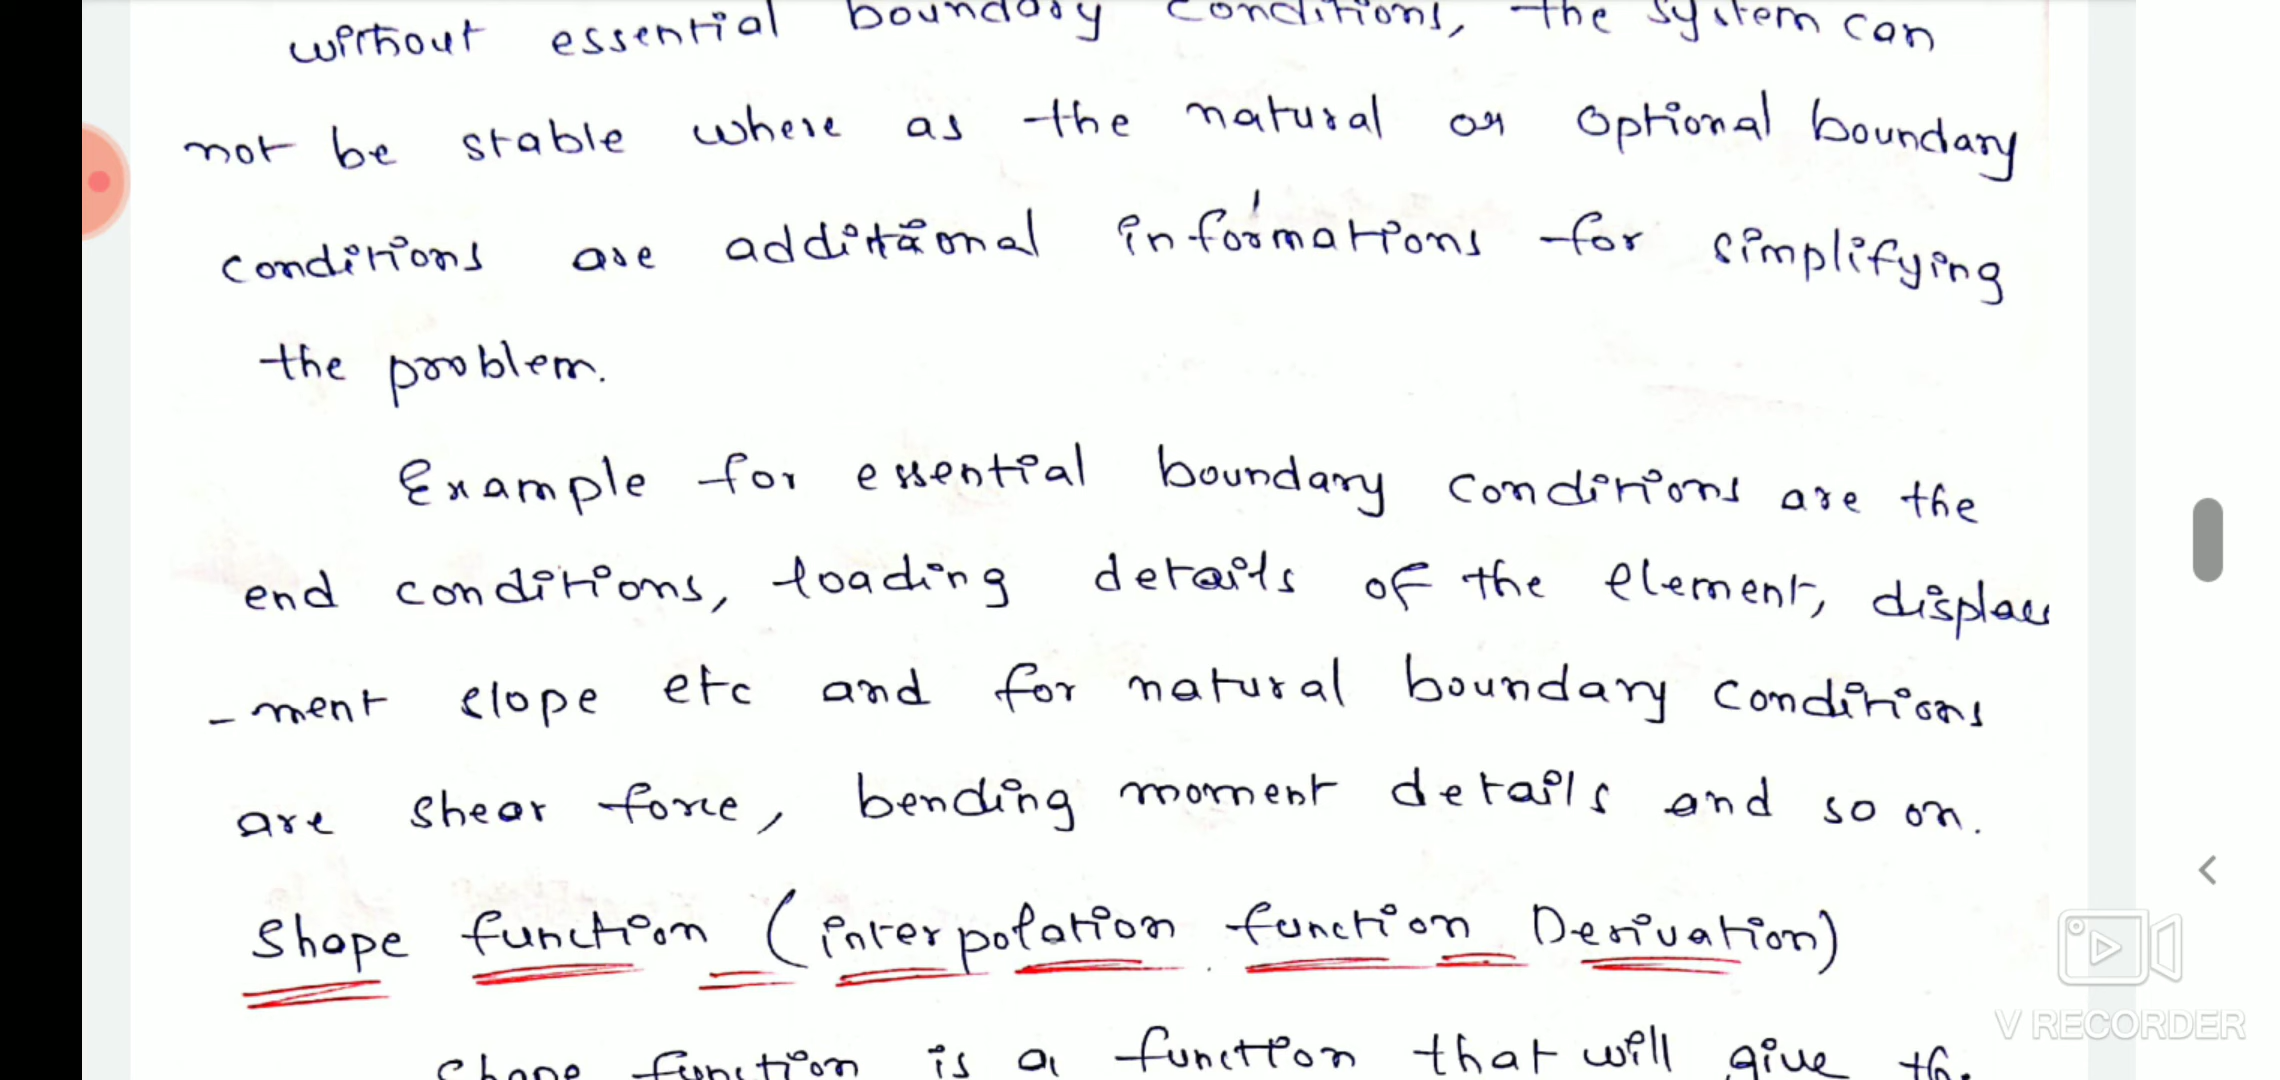 without essential boundary conditions, the system can
not be stable where as the natural or optional boundary
conditions are additional informations for simplifying
the problem.
Example for essential boundary conditions are the
end conditions, loading details of the element, displace
-ment slope etc and for natural boundary conditions
are shear force, bending moment details and so on.
Shape function (interpolation function Derivation)
Shape function is a function that will give the
V RECORDER